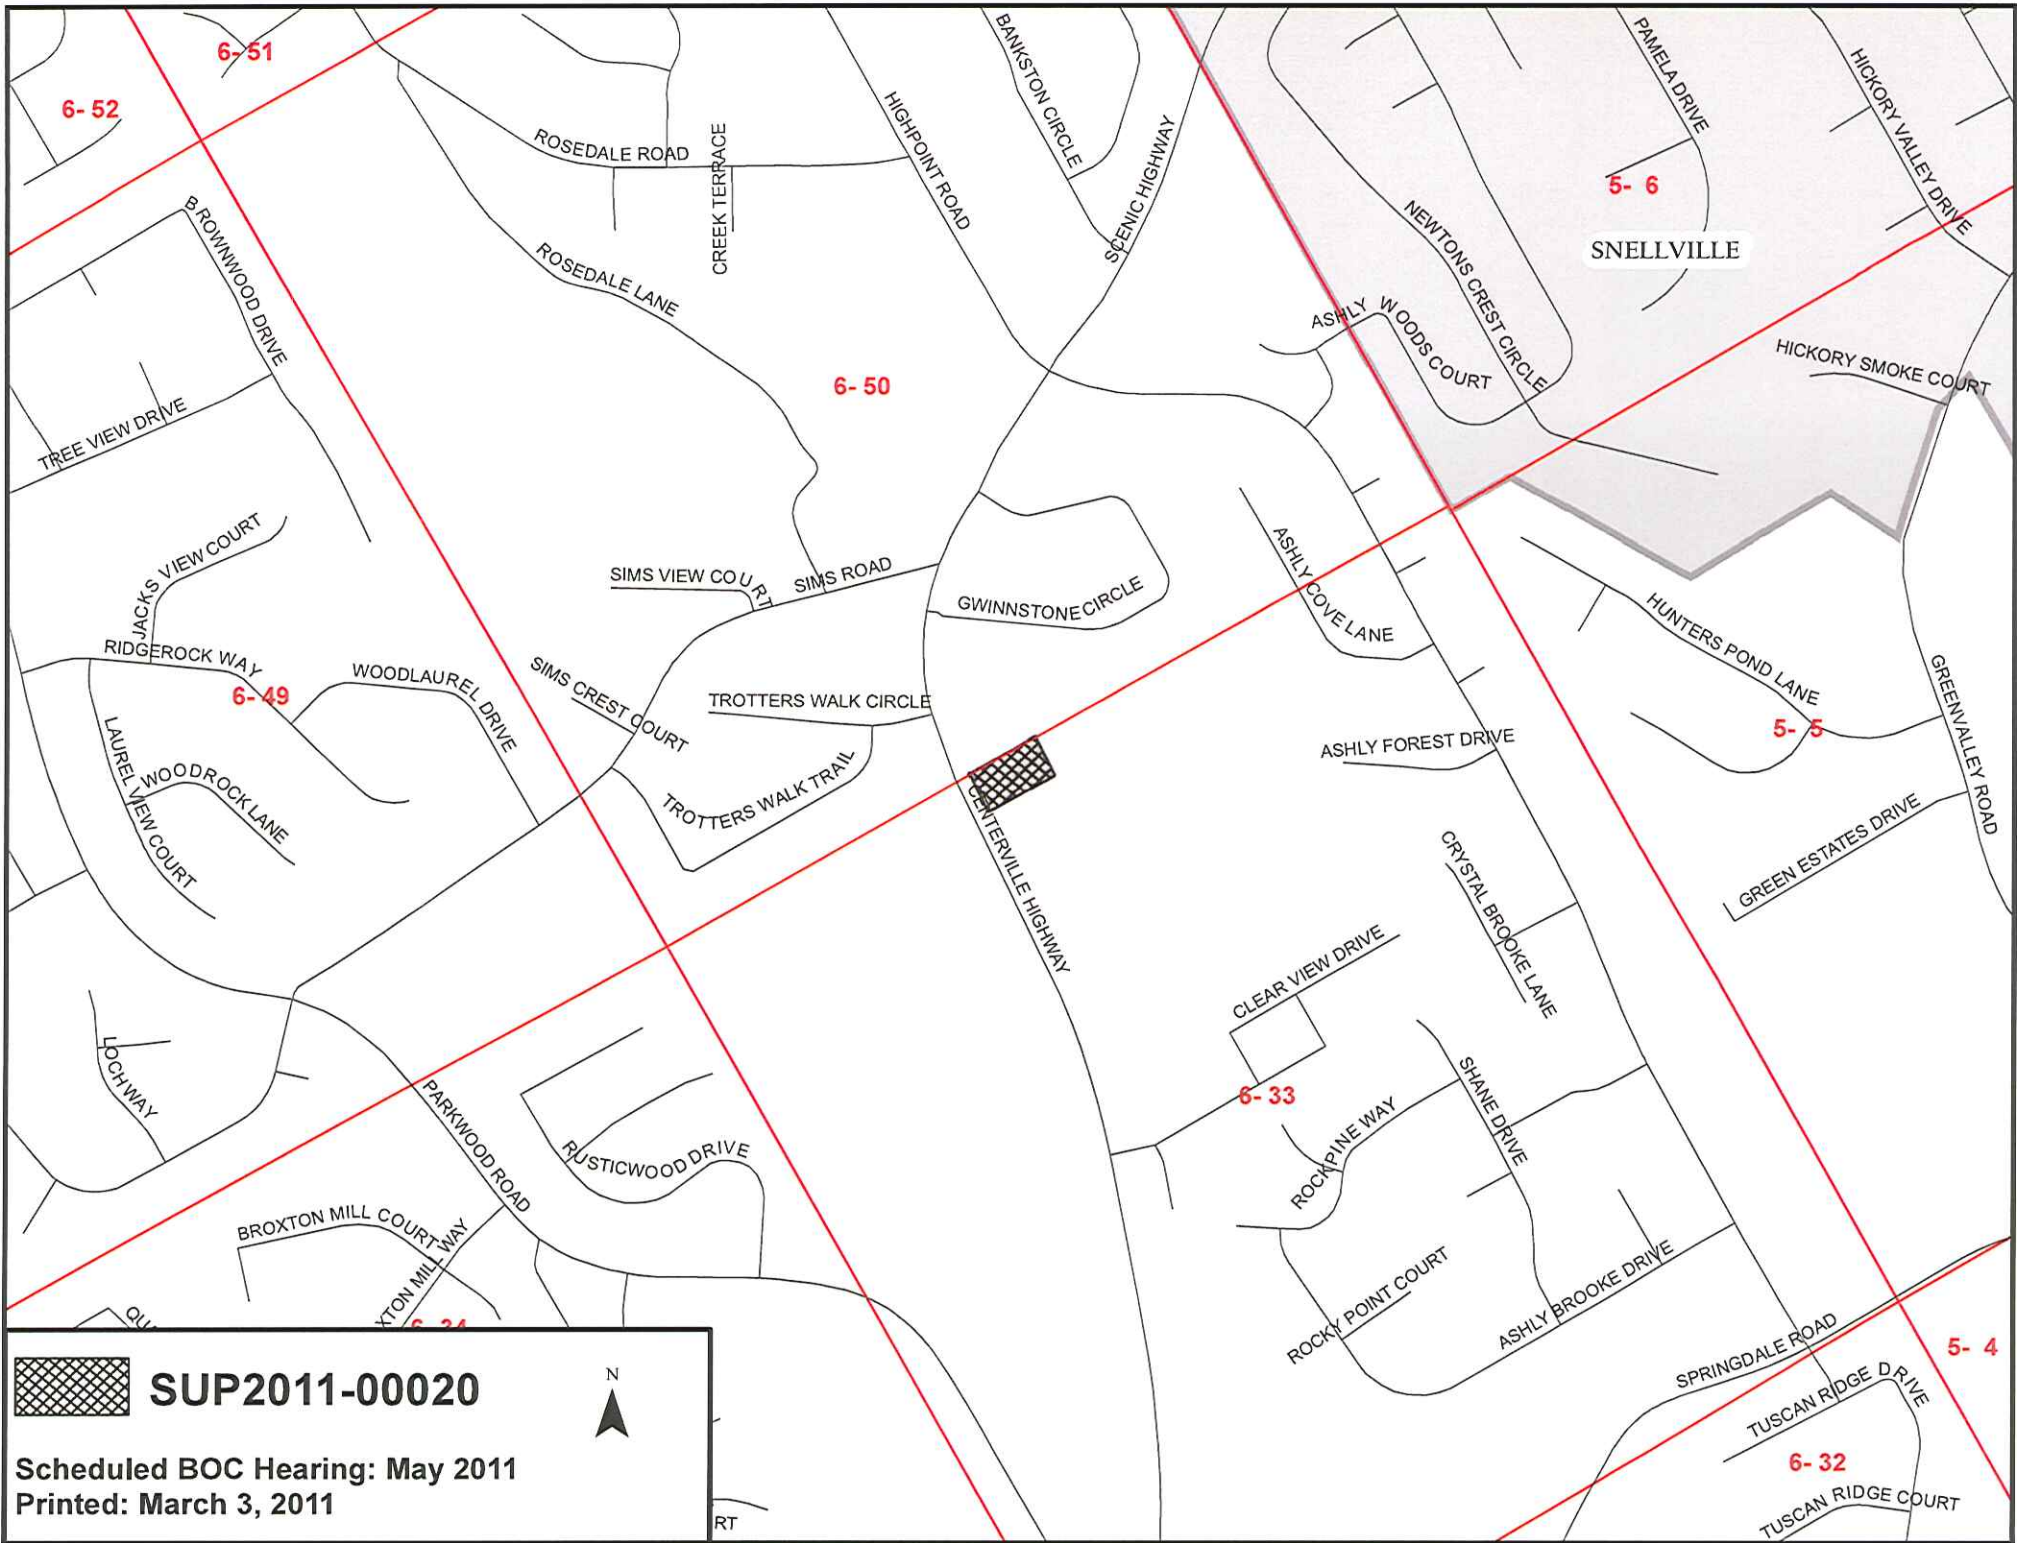 6- 51
6- 52
ROSEDALE ROAD
CREEK TERRACE
HIGHPOINT ROAD
BANKSTON CIRCLE
SCENIC HIGHWAY
PAMELA DRIVE
HICKORY VALLEY DRIVE
5- 6
SNELLVILLE
NEWTONS CREST CIRCLE
ASHLY WOODS COURT
HICKORY SMOKE COURT
BROWNWOOD DRIVE
ROSEDALE LANE
6- 50
TREE VIEW DRIVE
JACKS VIEW COURT
SIMS VIEW COURT
SIMS ROAD
GWINNSTONE CIRCLE
ASHLY COVE LANE
HUNTERS POND LANE
GREENVALLEY ROAD
RIDGEROCK WAY
6- 49
WOODLAUREL DRIVE
SIMS CREST COURT
TROTTERS WALK CIRCLE
TROTTERS WALK TRAIL
LAUREL VIEW COURT
WOODROCK LANE
ASHLY FOREST DRIVE
5- 5
CENTERVILLE HIGHWAY
CRYSTAL BROOKE LANE
GREEN ESTATES DRIVE
CLEAR VIEW DRIVE
LOCHWAY
PARKWOOD ROAD
RUSTICWOOD DRIVE
6- 33
ROCKPINE WAY
SHANE DRIVE
BROXTON MILL COURT
XTON MILL WAY
ROCKY POINT COURT
ASHLY BROOKE DRIVE
SPRINGDALE ROAD
5- 4
TUSCAN RIDGE DRIVE
6- 32
TUSCAN RIDGE COURT
6- 34
RT
SUP2011-00020
N
Scheduled BOC Hearing: May 2011
Printed: March 3, 2011